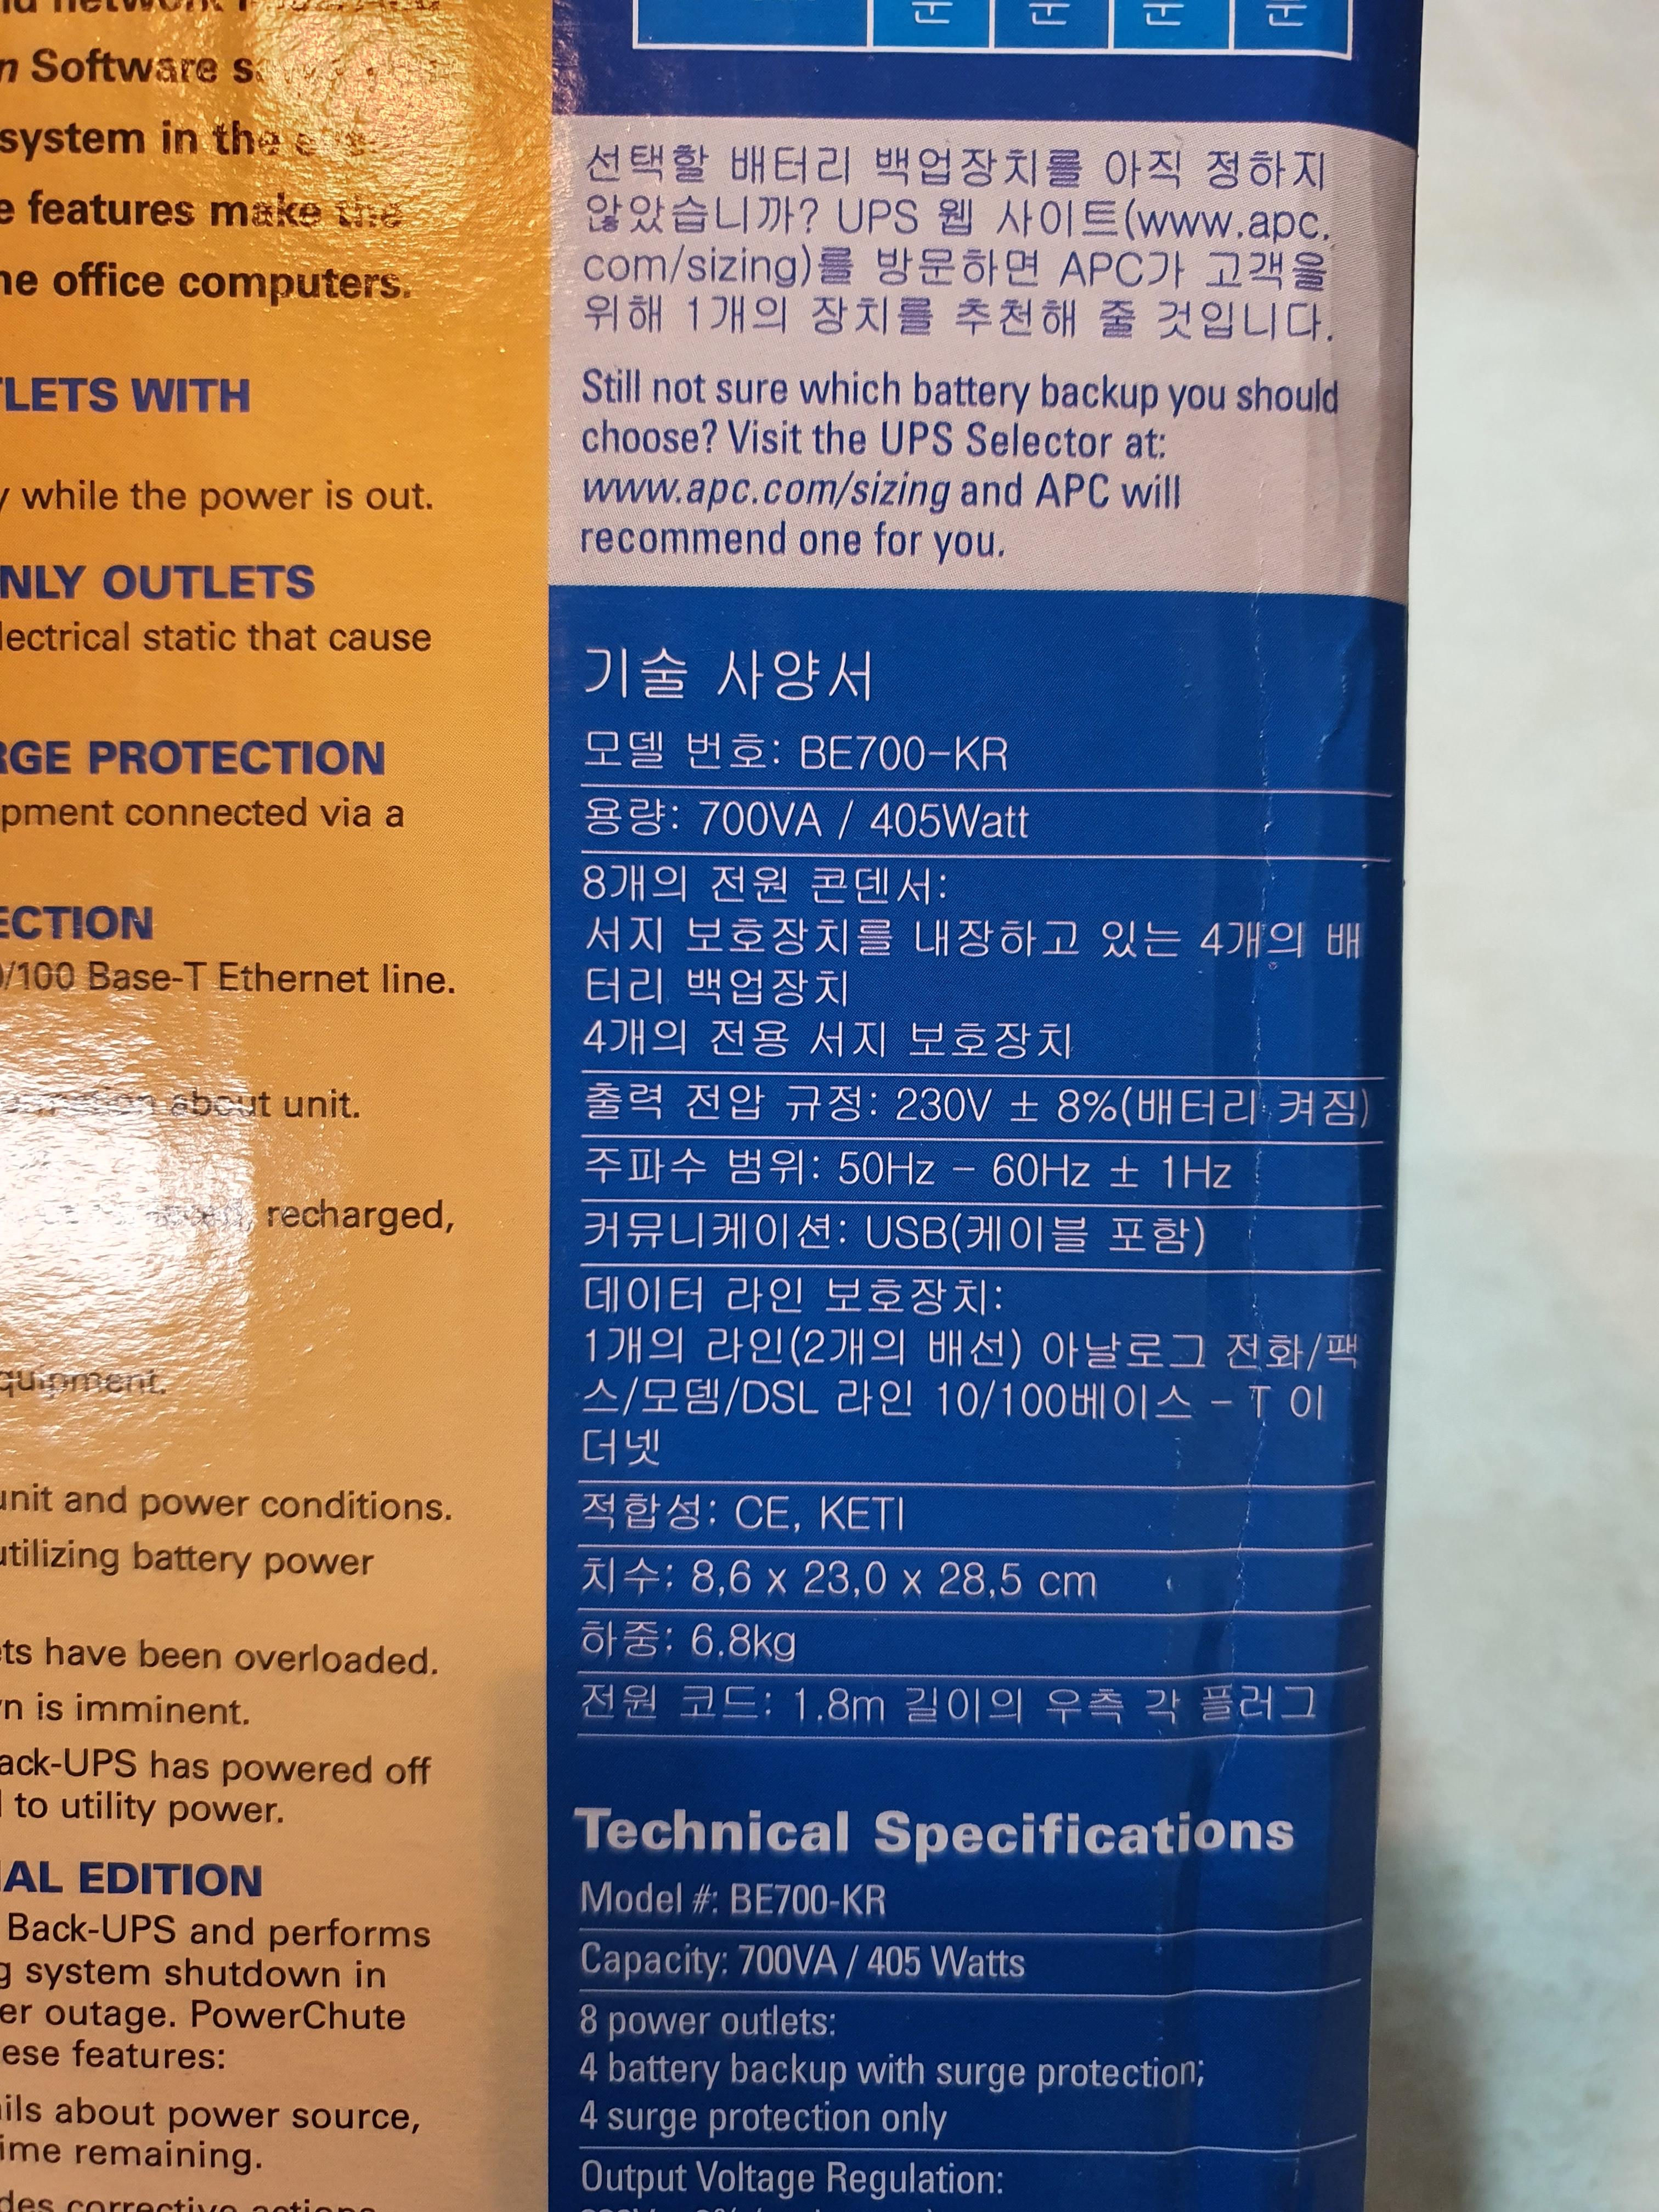 Software
system in the
e features make the
he office computers.
LETS WITH
while the power is out.
NLY OUTLETS
lectrical static that cause
RGE PROTECTION
pment connected via a
ECTION
/100 Base-T Ethernet line.
about unit.
recharged,
quipment.
unit and power conditions.
utilizing battery power
ts have been overloaded.
n is imminent.
ack-UPS has powered off
to utility power.
IAL EDITION
Back-UPS and performs
g system shutdown in
er outage. PowerChute
ese features:
ils about power source,
ime remaining.
des corrective actions
선택할 배터리 백업장치를 아직 정하지
않았습니까? UPS 웹 사이트(www.apc.
com/sizing)를 방문하면 APC가 고객을
위해 1개의 장치를 추천해 줄 것입니다.
Still not sure which battery backup you should
choose? Visit the UPS Selector at:
www.apc.com/sizing and APC will
recommend one for you.
기술 사양서
모델 번호: BE700-KR
용량: 700VA / 405Watt
8개의 전원 콘덴서:
서지 보호장치를 내장하고 있는 4개의 배
터리 백업장치
4개의 전용 서지 보호장치
출력 전압 규정: 230V ± 8%(배터리 켜짐)
주파수 범위: 50Hz - 60Hz ± 1Hz
커뮤니케이션: USB(케이블 포함)
데이터 라인 보호장치:
1개의 라인(2개의 배선) 아날로그 전화/팩
스/모뎀/DSL 라인 10/100베이스 - T 이
더넷
적합성: CE, KETI
치수: 8,6 x 23,0 x 28,5 cm
하중: 6.8kg
전원 코드: 1.8m 길이의 우측 각 플러그
Technical Specifications
Model #: BE700-KR
Capacity: 700VA / 405 Watts
8 power outlets:
4 battery backup with surge protection;
4 surge protection only
Output Voltage Regulation: